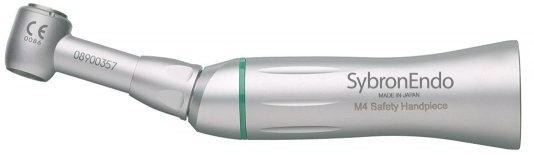 CE
0086
08900357
SybronEndo
MADE IN JAPAN
M4 Safety Handpiece